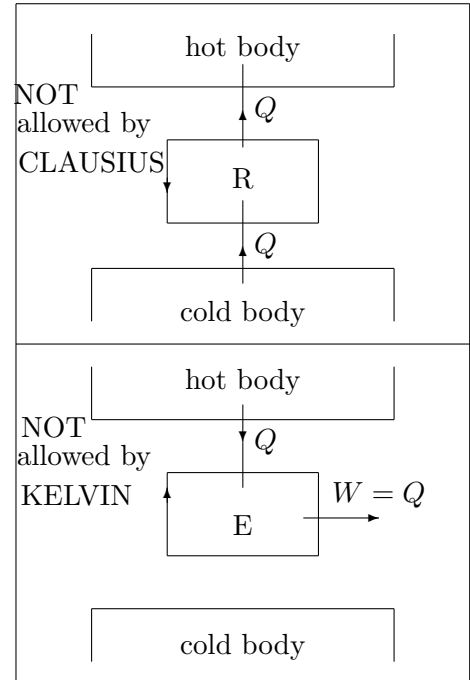 hot body
NOT
allowed by
CLAUSIUS
Q
R
Q
cold body
hot body
NOT
allowed by
KELVIN
Q
W = Q
E
cold body